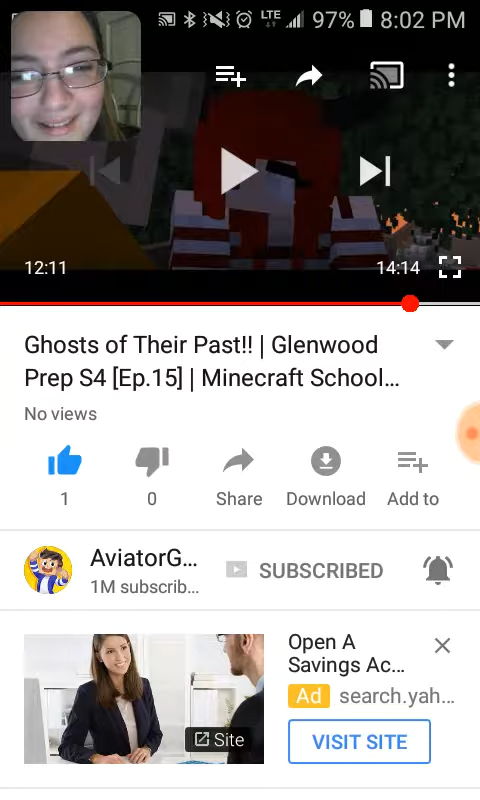 LTE 97% 8:02 PM
12:11 14:14
Ghosts of Their Past!! | Glenwood
Prep S4 [Ep.15] | Minecraft School...
No views
1 0 Share Download Add to
AviatorG... SUBSCRIBED
1M subscrib...
Open A
Savings Ac...
Ad search.yah...
Site
VISIT SITE